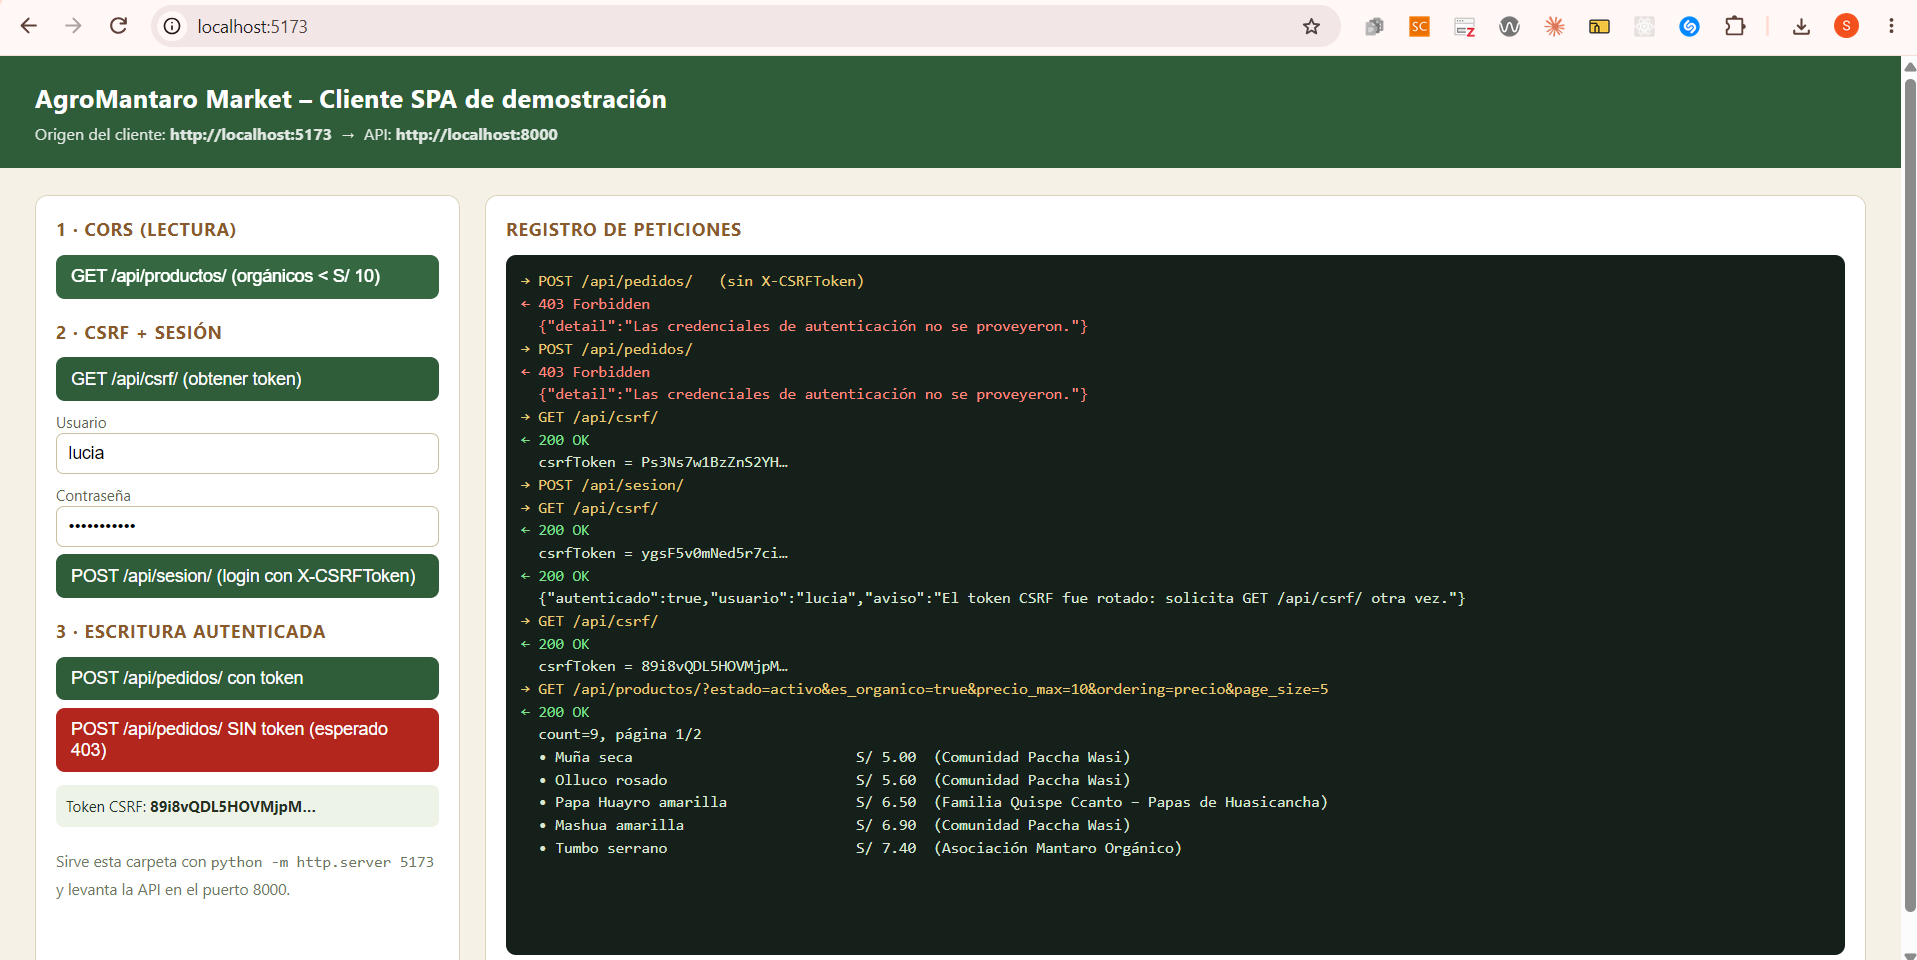 localhost:5173
AgroMantaro Market – Cliente SPA de demostración
Origen del cliente: http://localhost:5173 → API: http://localhost:8000
1 · CORS (LECTURA)
GET /api/productos/ (orgánicos < S/ 10)
2 · CSRF + SESIÓN
GET /api/csrf/ (obtener token)
Usuario
lucia
Contraseña
•••••••••••
POST /api/sesion/ (login con X-CSRFToken)
3 · ESCRITURA AUTENTICADA
POST /api/pedidos/ con token
POST /api/pedidos/ SIN token (esperado
403)
Token CSRF: 89i8vQDL5HOVMjpM…
Sirve esta carpeta con python -m http.server 5173
y levanta la API en el puerto 8000.
REGISTRO DE PETICIONES
→ POST /api/pedidos/   (sin X-CSRFToken)
← 403 Forbidden
{"detail":"Las credenciales de autenticación no se proveyeron."}
→ POST /api/pedidos/
← 403 Forbidden
{"detail":"Las credenciales de autenticación no se proveyeron."}
→ GET /api/csrf/
← 200 OK
csrfToken = Ps3Ns7w1BzZnS2YH…
→ POST /api/sesion/
→ GET /api/csrf/
← 200 OK
csrfToken = ygsF5v0mNed5r7ci…
← 200 OK
{"autenticado":true,"usuario":"lucia","aviso":"El token CSRF fue rotado: solicita GET /api/csrf/ otra vez."}
→ GET /api/csrf/
← 200 OK
csrfToken = 89i8vQDL5HOVMjpM…
→ GET /api/productos/?estado=activo&es_organico=true&precio_max=10&ordering=precio&page_size=5
← 200 OK
count=9, página 1/2
• Muña seca S/ 5.00 (Comunidad Paccha Wasi)
• Olluco rosado S/ 5.60 (Comunidad Paccha Wasi)
• Papa Huayro amarilla S/ 6.50 (Familia Quispe Ccanto – Papas de Huasicancha)
• Mashua amarilla S/ 6.90 (Comunidad Paccha Wasi)
• Tumbo serrano S/ 7.40 (Asociación Mantaro Orgánico)
SC
Z
S